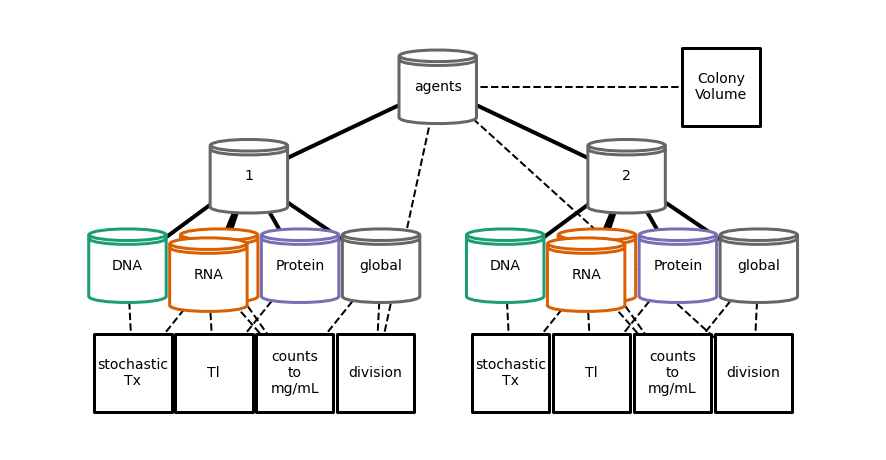 agents
Colony
Volume
1
2
DNA
RNA
Protein
global
DNA
RNA
Protein
global
stochastic
Tx
Tl
counts
to
mg/mL
division
stochastic
Tx
Tl
counts
to
mg/mL
division